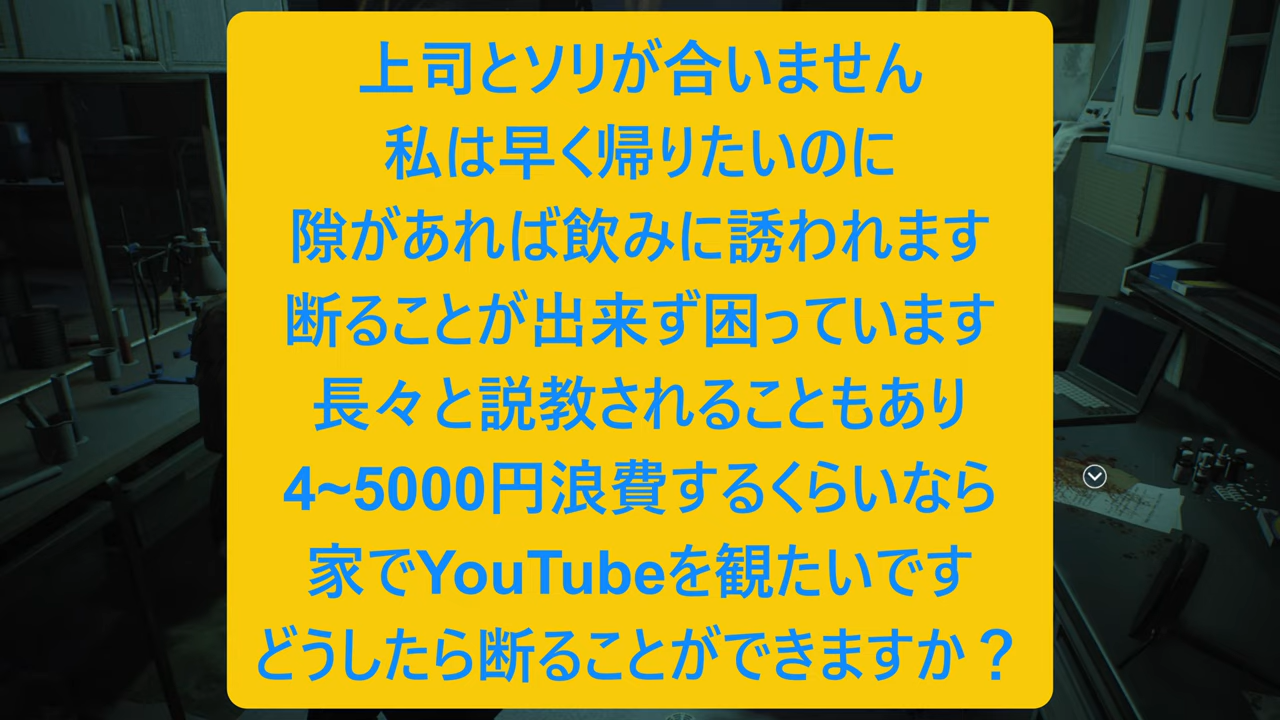 上司とソリが合いません
私は早く帰りたいのに
隙があれば飲みに誘われます
断ることが出来ず困っています
長々と説教されることもあり
4~5000円浪費するくらいなら
家でYouTubeを観たいです
どうしたら断ることができますか？